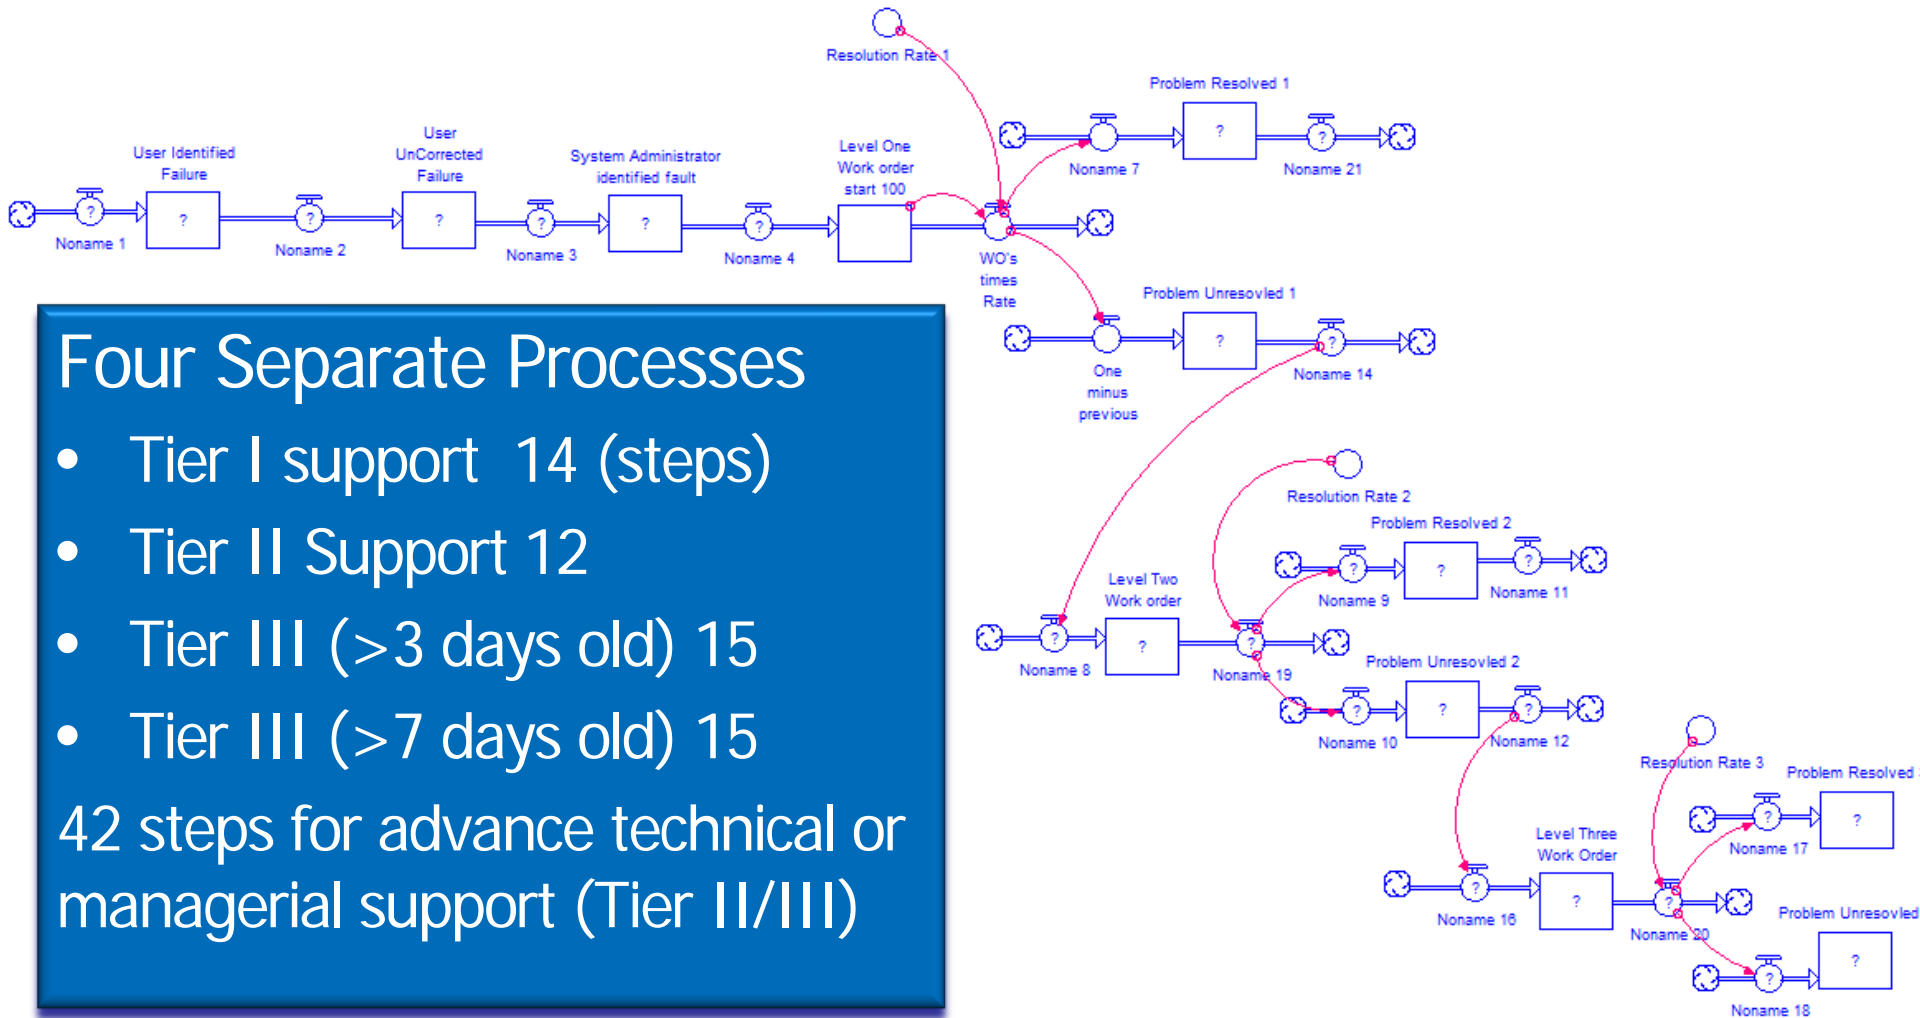 Resolution Rate 1
Problem Resolved 1
?
?
Noname 7
Noname 21
User Identified
Failure
User
UnCorrected
Failure
System Administrator
identified fault
Level One
Work order
start 100
?
?
?
?
?
?
?
Noname 1
Noname 2
Noname 3
Noname 4
WO's
times
Rate
Problem Unresovled 1
?
?
One
minus
previous
Noname 14
Four Separate Processes
• Tier I support 14 (steps)
• Tier II Support 12
• Tier III (>3 days old) 15
• Tier III (>7 days old) 15
42 steps for advance technical or
managerial support (Tier II/III)
Resolution Rate 2
Problem Resolved 2
?
?
?
Noname 9
Noname 11
Level Two
Work order
?
?
?
Noname 8
Noname 19
Problem Unresovled 2
?
?
?
Noname 10
Noname 12
Resolution Rate 3
Problem Resolved
?
?
Noname 17
Level Three
Work Order
?
?
?
Noname 16
Noname 20
Problem Unresovled
?
?
Noname 18